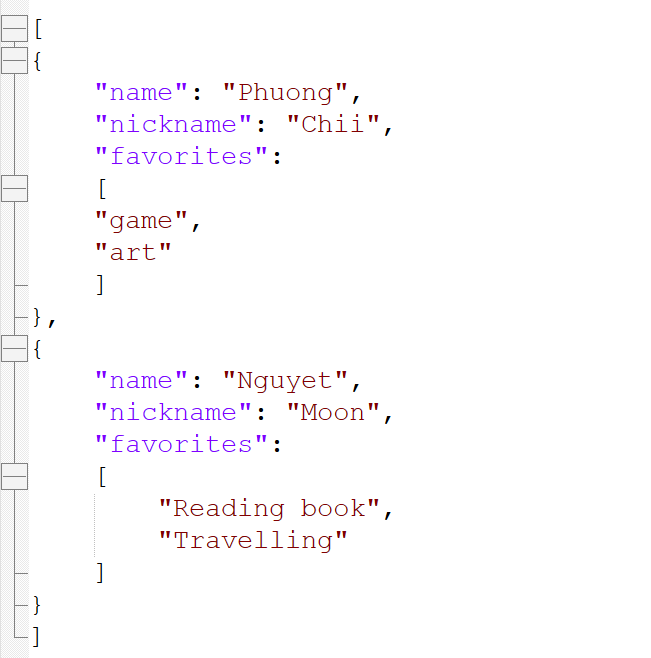 [
{
    "name": "Phuong",
    "nickname": "Chii",
    "favorites":
    [
    "game",
    "art"
    ]
},
{
    "name": "Nguyet",
    "nickname": "Moon",
    "favorites":
    [
        "Reading book",
        "Travelling"
    ]
}
]